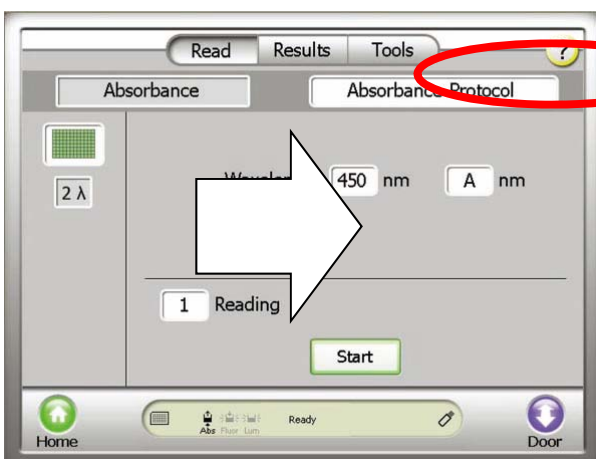 Read Results Tools ?
Absorbance Absorbance Protocol
2 λ 450 nm A nm
1 Reading
Start
Abs Fluor Lum Ready
Home Door